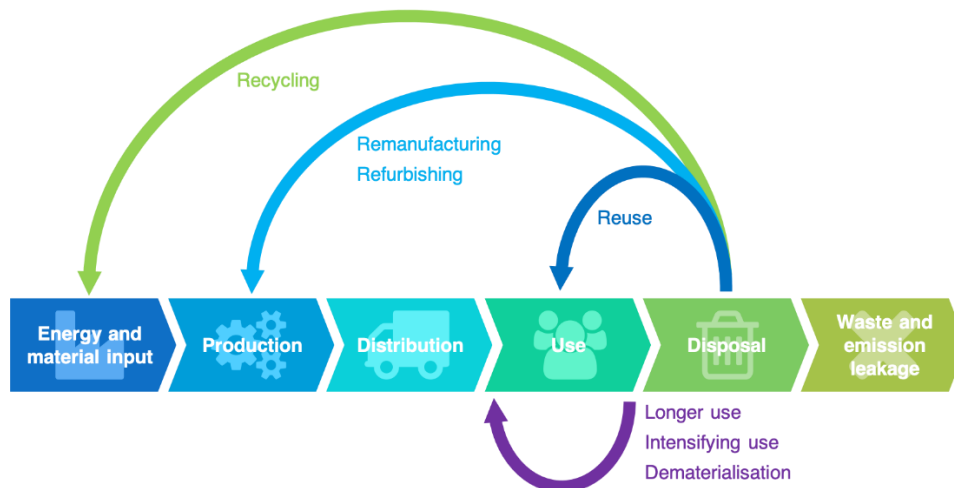 Recycling
Remanufacturing
Refurbishing
Reuse
Energy and
material input
Production
Distribution
Use
Disposal
Waste and
emission
leakage
Longer use
Intensifying use
Dematerialisation